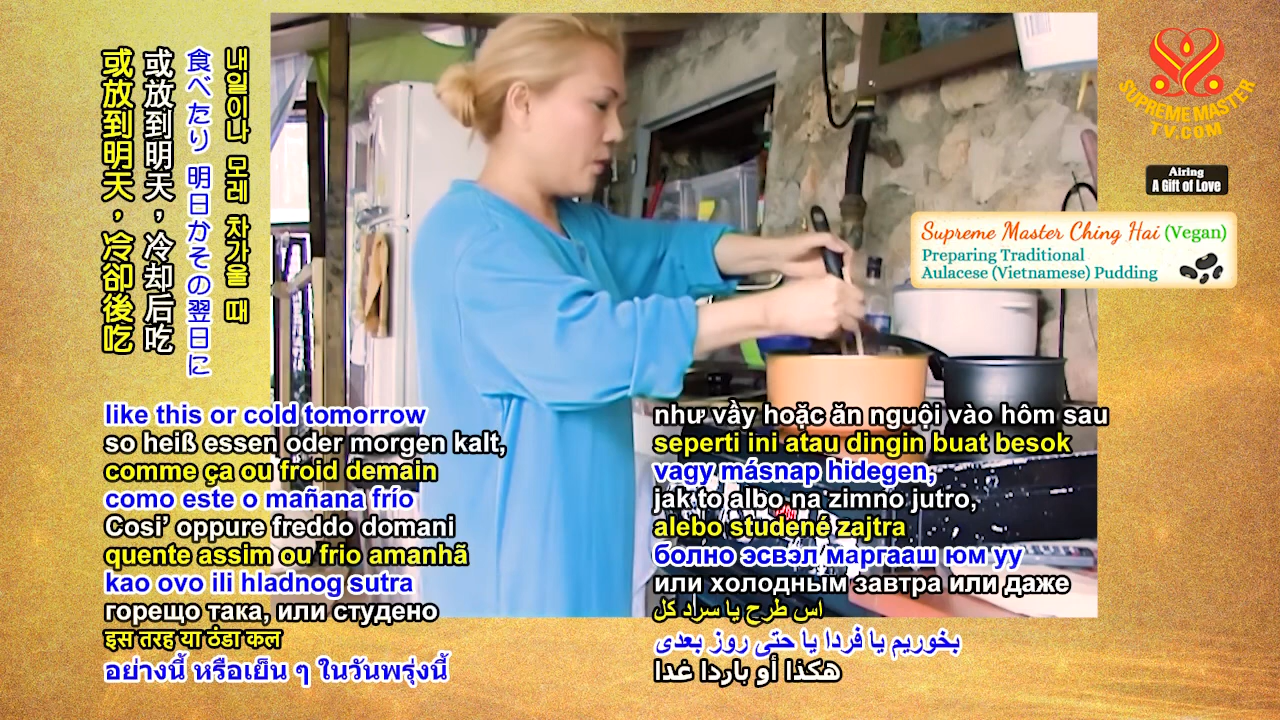 或放到明天，冷卻後吃
或放到明天，冷却后吃
食べたり 明日かその翌日に
내일이나 모레 차가울 때
SUPREME MASTER
TV.COM
Airing
A Gift of Love
Supreme Master Ching Hai (Vegan)
Preparing Traditional
Aulacese (Vietnamese) Pudding
like this or cold tomorrow
so heiß essen oder morgen kalt,
comme ça ou froid demain
como este o mañana frío
Cosi’ oppure freddo domani
quente assim ou frio amanhã
kao ovo ili hladnog sutra
горещо така, или студено
इस तरह या ठंडा कल
อย่างนี้ หรือเย็น ๆ ในวันพรุ่งนี้
như vầy hoặc ăn nguội vào hôm sau
seperti ini atau dingin buat besok
vagy másnap hidegen,
jak to albo na zimno jutro,
alebo studené zajtra
болно эсвэл маргааш юм уу
или холодным завтра или даже
اس طرح یا سرد کل
بخوریم یا فردا یا حتی روز بعدی
هكذا أو باردا غدا